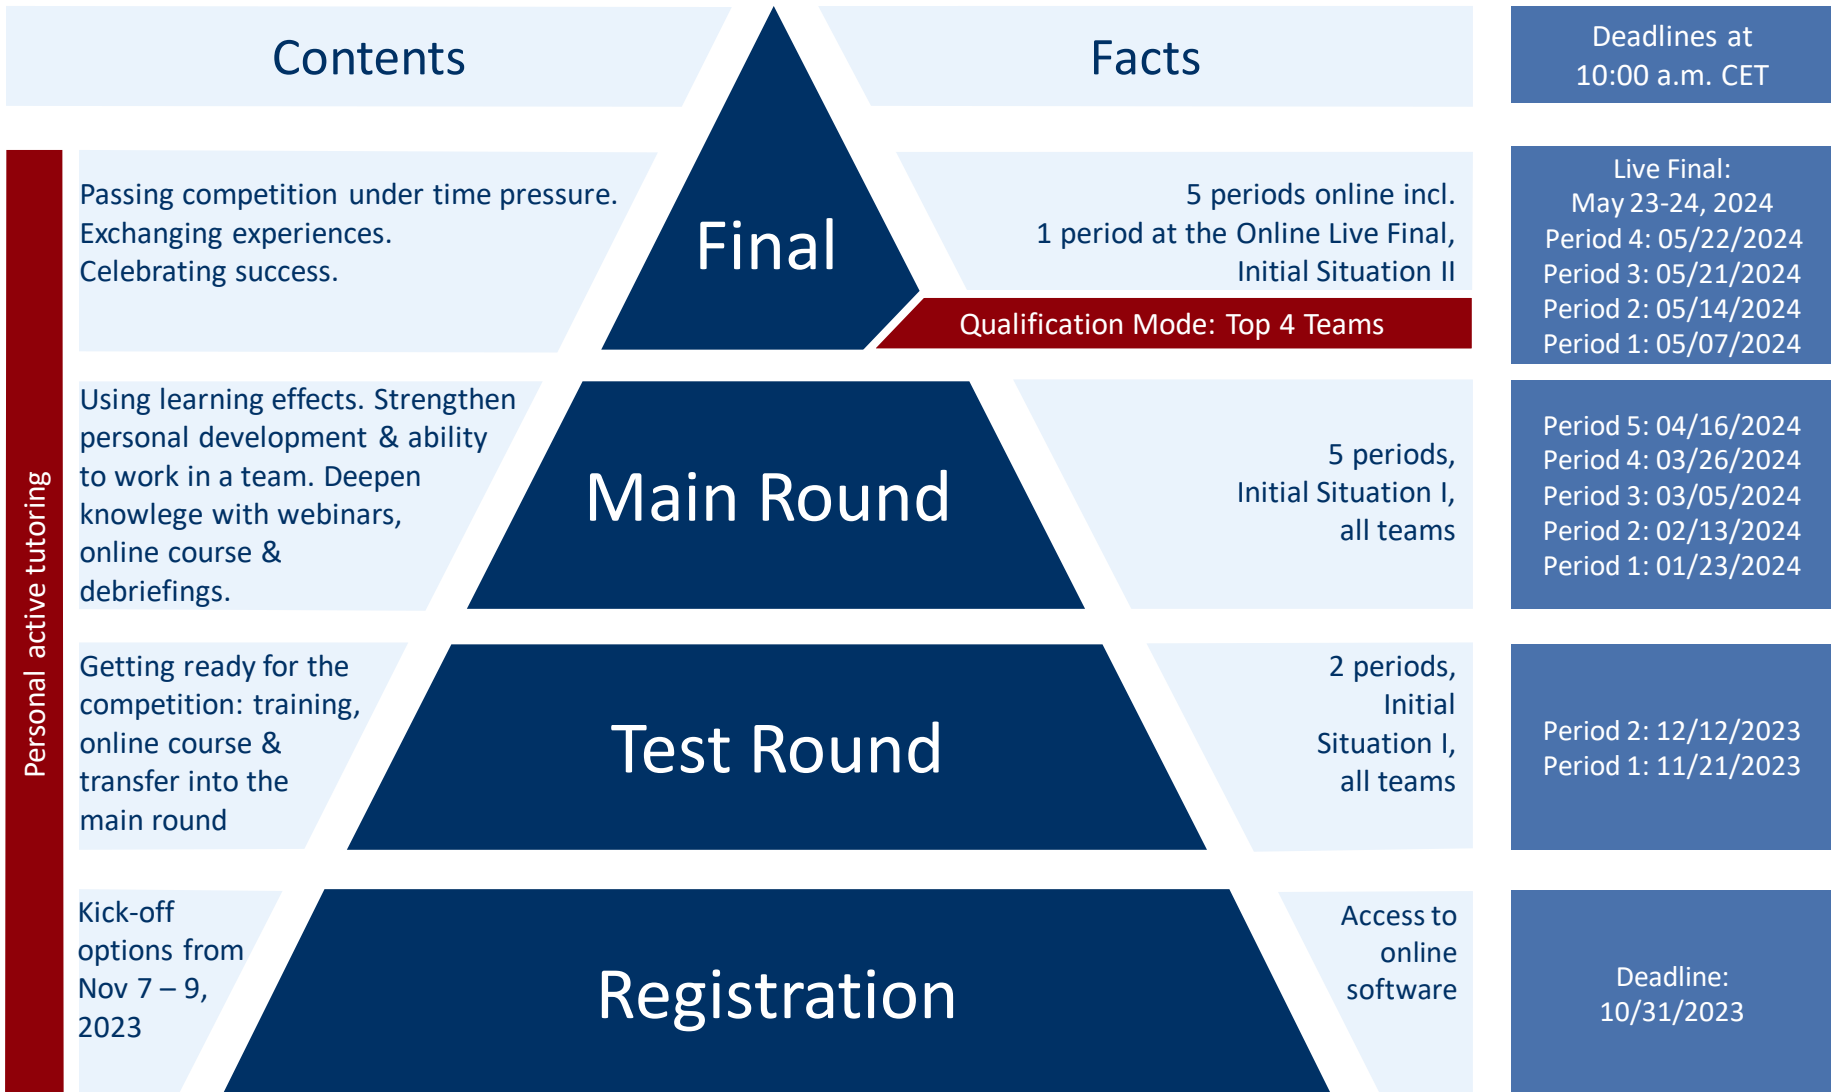 Contents
Facts
Deadlines at
10:00 a.m. CET
Personal active tutoring
Passing competition under time pressure.
Exchanging experiences.
Celebrating success.
Final
5 periods online incl.
1 period at the Online Live Final,
Initial Situation II
Qualification Mode: Top 4 Teams
Live Final:
May 23-24, 2024
Period 4: 05/22/2024
Period 3: 05/21/2024
Period 2: 05/14/2024
Period 1: 05/07/2024
Using learning effects. Strengthen
personal development & ability
to work in a team. Deepen
knowlege with webinars,
online course &
debriefings.
Main Round
5 periods,
Initial Situation I,
all teams
Period 5: 04/16/2024
Period 4: 03/26/2024
Period 3: 03/05/2024
Period 2: 02/13/2024
Period 1: 01/23/2024
Getting ready for the
competition: training,
online course &
transfer into the
main round
Test Round
2 periods,
Initial
Situation I,
all teams
Period 2: 12/12/2023
Period 1: 11/21/2023
Kick-off
options from
Nov 7 – 9,
2023
Registration
Access to
online
software
Deadline:
10/31/2023